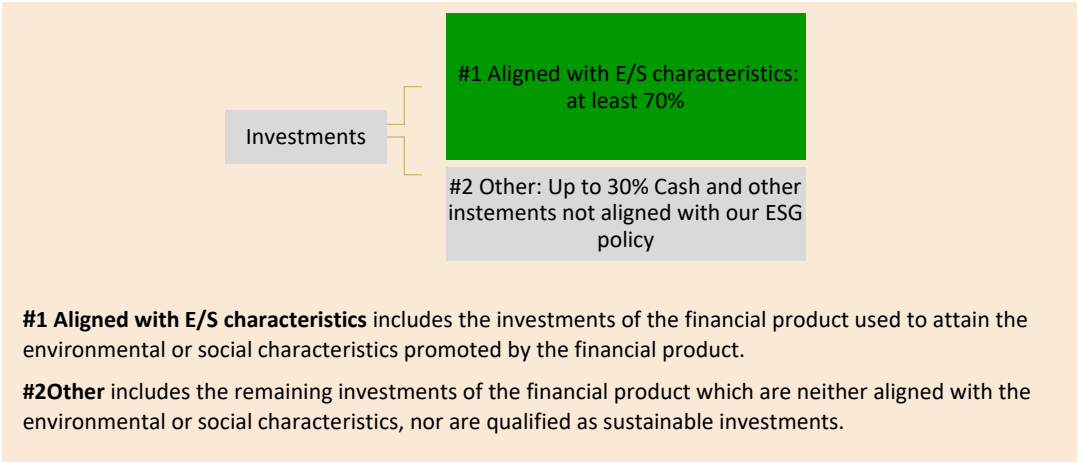 #1 Aligned with E/S characteristics:
at least 70%
Investments
#2 Other: Up to 30% Cash and other
instements not aligned with our ESG
policy
#1 Aligned with E/S characteristics includes the investments of the financial product used to attain the
environmental or social characteristics promoted by the financial product.
#2Other includes the remaining investments of the financial product which are neither aligned with the
environmental or social characteristics, nor are qualified as sustainable investments.